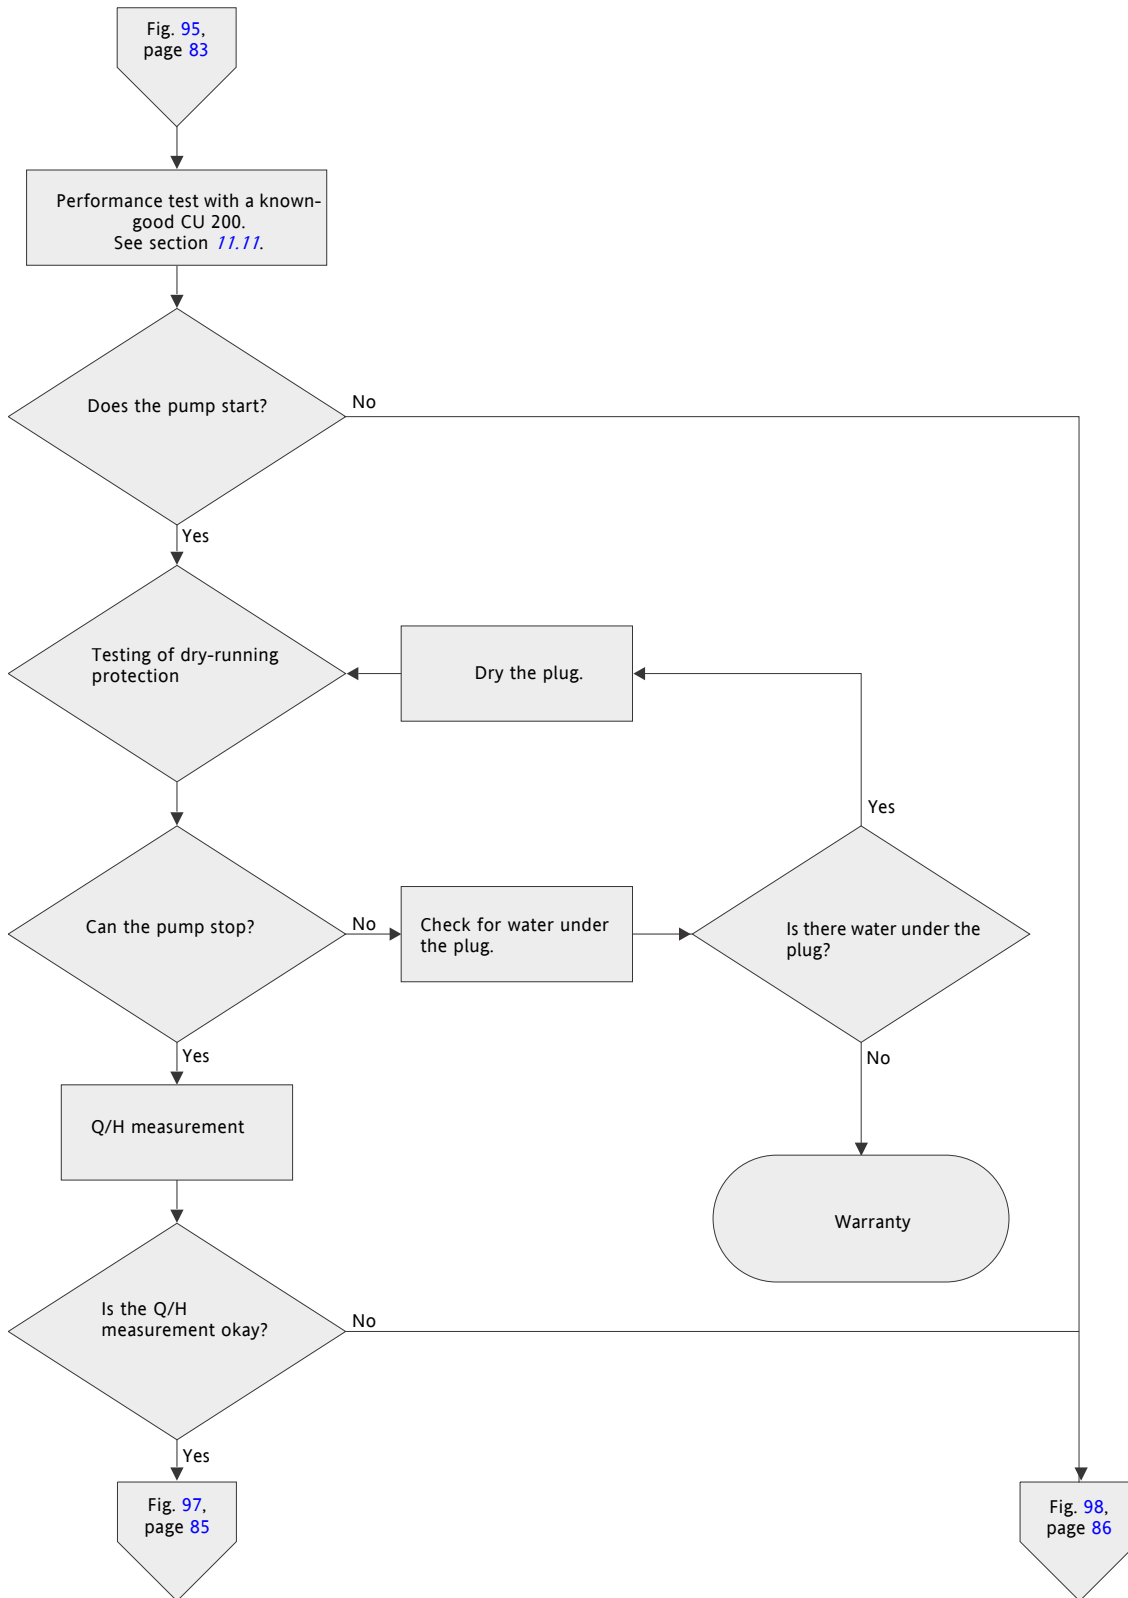 Fig. 95,
page 83
Performance test with a known-
good CU 200.
See section 11.11.
Does the pump start?
No
Yes
Testing of dry-running
protection
Dry the plug.
Yes
Can the pump stop?
No
Check for water under
the plug.
Is there water under the
plug?
Yes
No
Q/H measurement
Warranty
Is the Q/H
measurement okay?
No
Yes
Fig. 97,
page 85
Fig. 98,
page 86